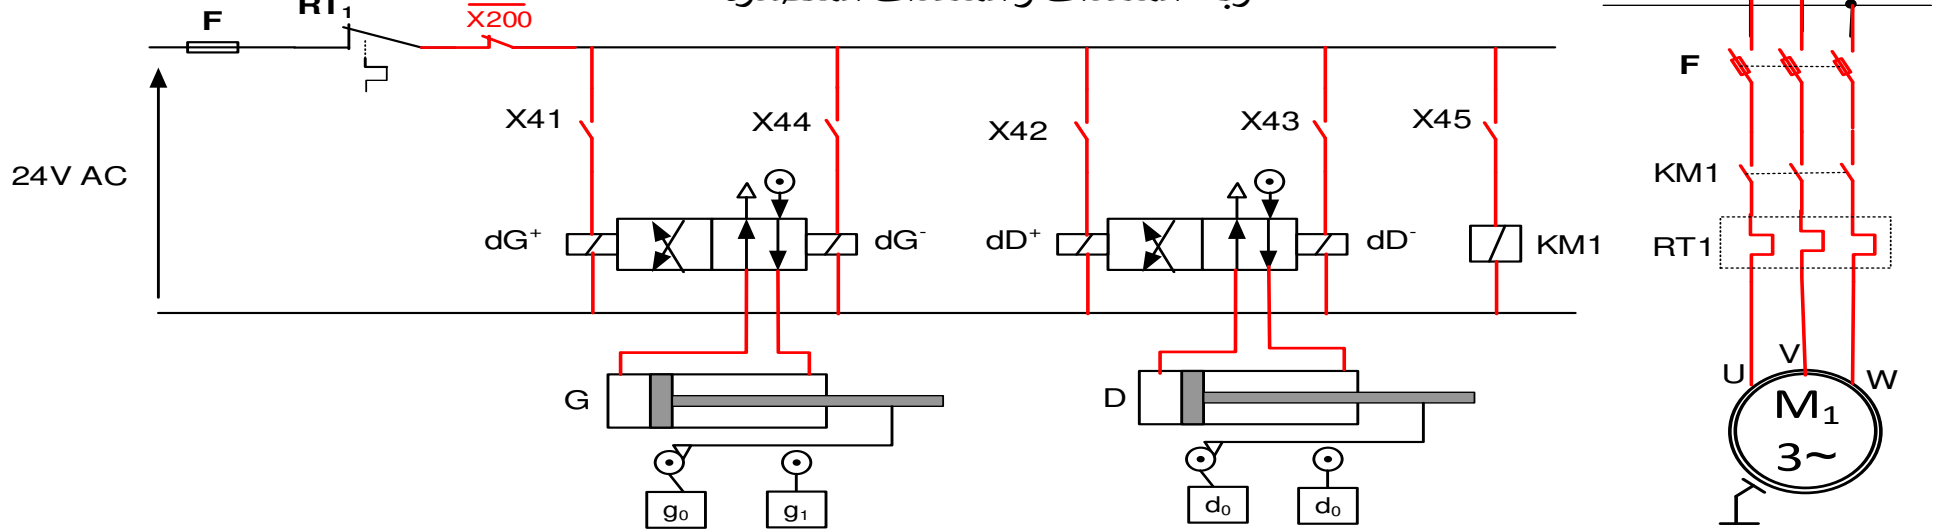 RT1
F
X200
24V AC
X41
X44
X42
X43
X45
dG+
dG-
dD+
dD-
KM1
G
D
g0
g1
d0
d0
F
KM1
RT1
U
V
W
M1
3~